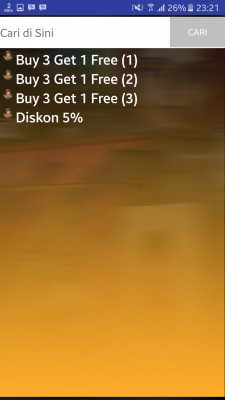 26% 23:21
Cari di Sini CARI
Buy 3 Get 1 Free (1)
Buy 3 Get 1 Free (2)
Buy 3 Get 1 Free (3)
Diskon 5%